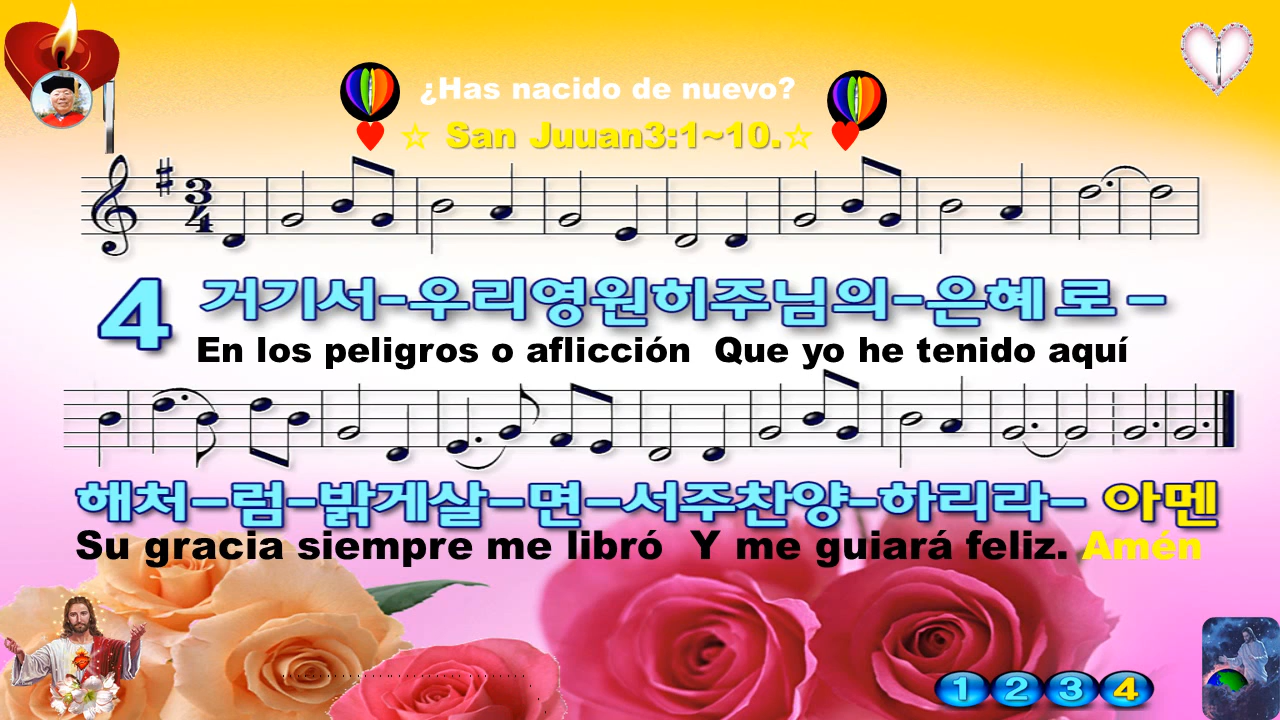 ¿Has nacido de nuevo?
☆ San Juuan3:1~10.☆
3
4
4 거기서-우리영원히주님의-은혜로-
En los peligros o aflicción Que yo he tenido aquí
해처-럼-밝게살-면-서주찬양-하리라- 아멘
Su gracia siempre me libró Y me guiará feliz. Amén
1 2 3 4